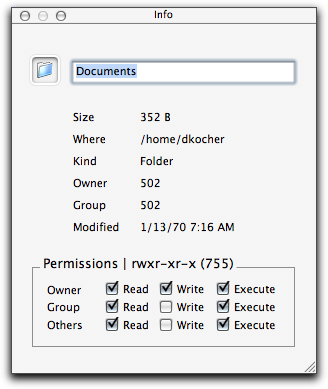 Info
Documents
Size 352 B
Where /home/dkocher
Kind Folder
Owner 502
Group 502
Modified 1/13/70 7:16 AM
Permissions | rwxr-xr-x (755)
Owner Read Write Execute
Group Read Write Execute
Others Read Write Execute